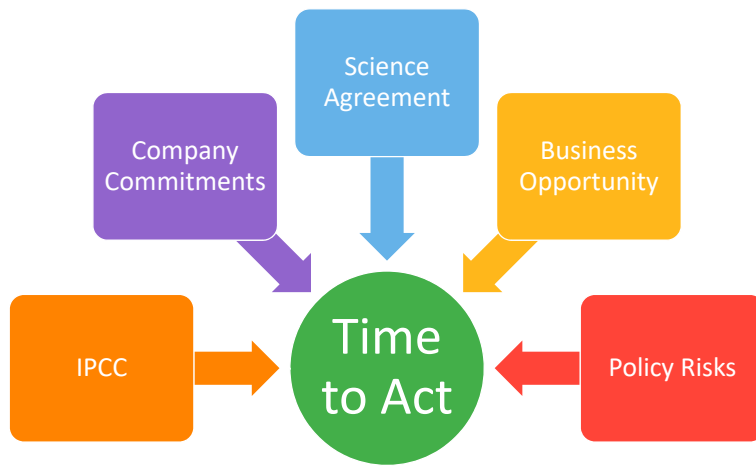 Science
Agreement
Company
Commitments
Business
Opportunity
IPCC
Time
to Act
Policy Risks